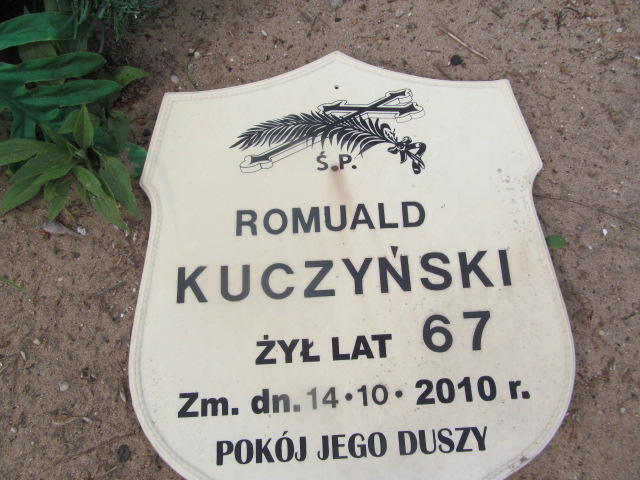 Ś.P.
ROMUALD
KUCZYŃSKI
ŻYŁ LAT 67
Zm. dn. 14·10· 2010 r.
POKÓJ JEGO DUSZY